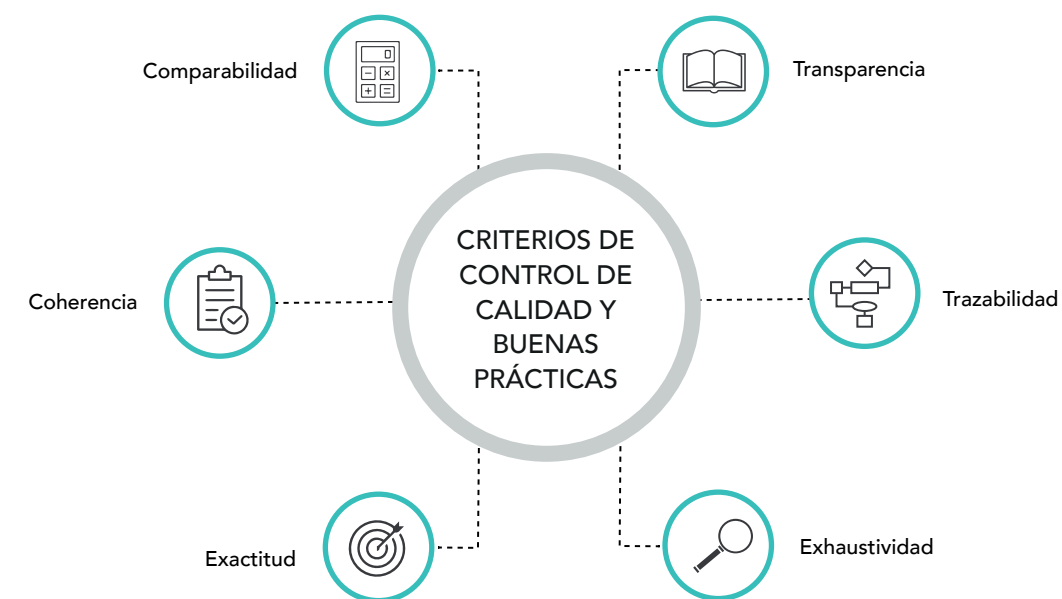 Comparabilidad
Transparencia
CRITERIOS DE
CONTROL DE
CALIDAD Y
BUENAS
PRÁCTICAS
Coherencia
Trazabilidad
Exactitud
Exhaustividad